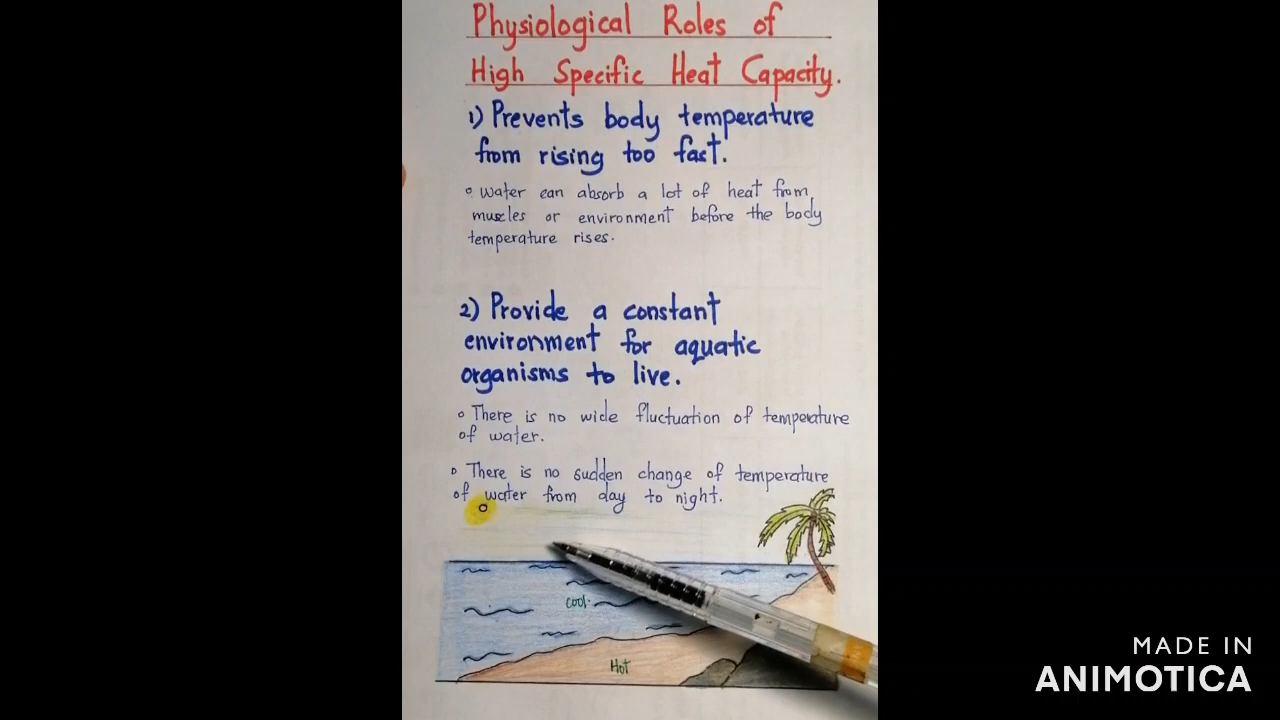 Physiological Roles of
High Specific Heat Capacity.
1) Prevents body temperature
from rising too fast.
° Water can absorb a lot of heat from
muscles or environment before the body
temperature rises.
2) Provide a constant
environment for aquatic
organisms to live.
° There is no wide fluctuation of temperature
of water.
° There is no sudden change of temperature
of water from day to night.
cool.
Hot
MADE IN
ANIMOTICA